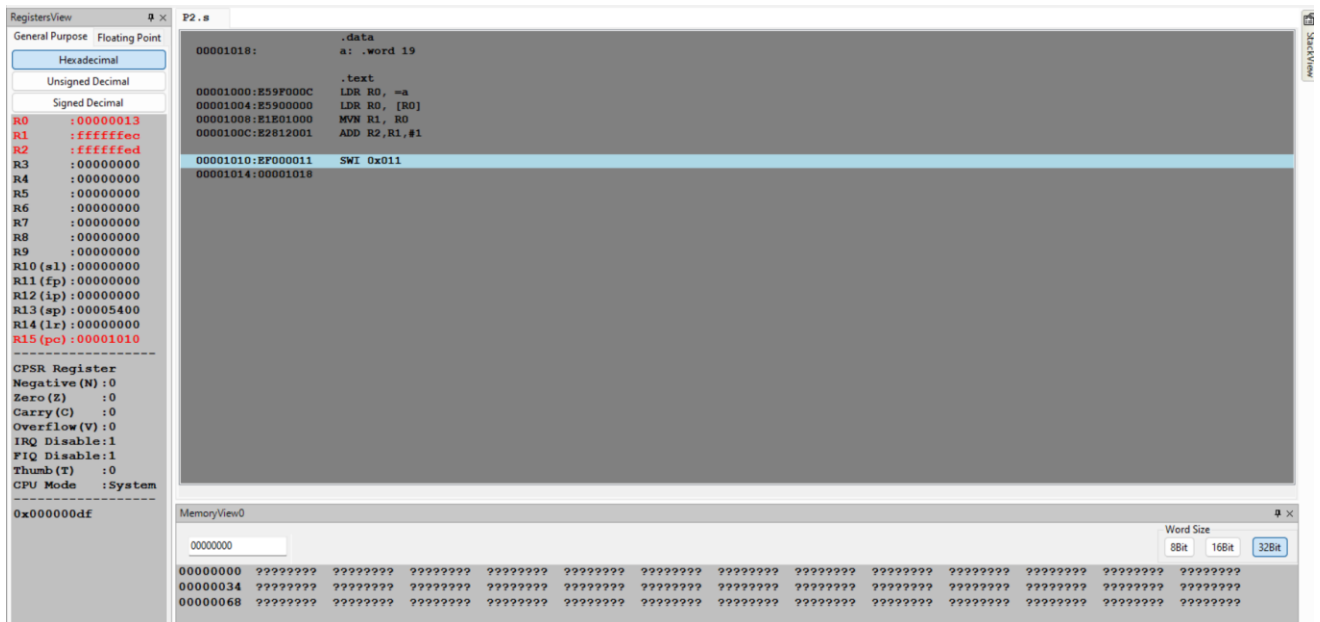 RegistersView
General Purpose Floating Point
Hexadecimal
Unsigned Decimal
Signed Decimal
R0 :00000013
R1 :ffffffec
R2 :ffffffed
R3 :00000000
R4 :00000000
R5 :00000000
R6 :00000000
R7 :00000000
R8 :00000000
R9 :00000000
R10(sl):00000000
R11(fp):00000000
R12(ip):00000000
R13(sp):00005400
R14(lr):00000000
R15(pc):00001010
-------------------
CPSR Register
Negative(N):0
Zero(Z) :0
Carry(C) :0
Overflow(V):0
IRQ Disable:1
FIQ Disable:1
Thumb(T) :0
CPU Mode :System
-------------------
0x000000df
P2.s
.data
00001018: a: .word 19
.text
00001000:E59F000C LDR R0, =a
00001004:E5900000 LDR R0, [R0]
00001008:E1E01000 MVN R1, R0
0000100C:E2812001 ADD R2,R1,#1
00001010:EF000011 SWI 0x011
00001014:00001018
StackView
MemoryView0
00000000
Word Size
8Bit 16Bit 32Bit
00000000 ???????? ???????? ???????? ???????? ???????? ???????? ???????? ???????? ???????? ???????? ???????? ???????? ????????
00000034 ???????? ???????? ???????? ???????? ???????? ???????? ???????? ???????? ???????? ???????? ???????? ???????? ????????
00000068 ???????? ???????? ???????? ???????? ???????? ???????? ???????? ???????? ???????? ???????? ???????? ???????? ????????